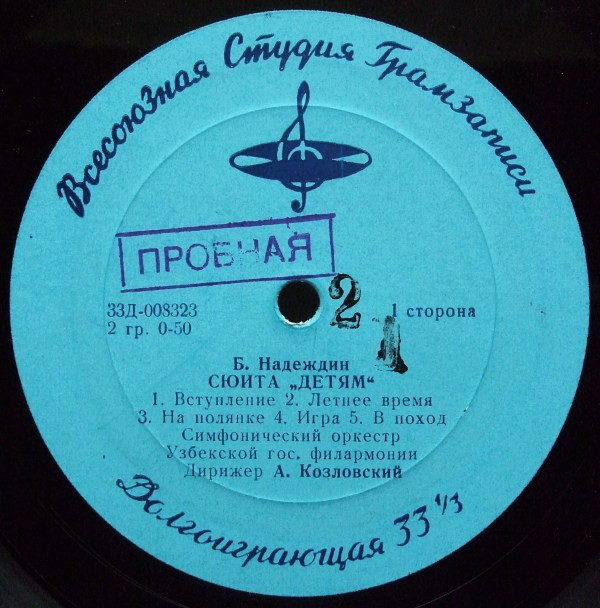 Всесоюзная Студия Грамзаписи
ПРОБНАЯ
33Д-008323
2 гр. 0-50
2
1 сторона
1
Б. Надеждин
СЮИТА „ДЕТЯМ“
1. Вступление 2. Летнее время
3. На полянке 4. Игра 5. В поход
Симфонический оркестр
Узбекской гос. филармонии
Дирижер А. Козловский
Долгоиграющая 33 1/3